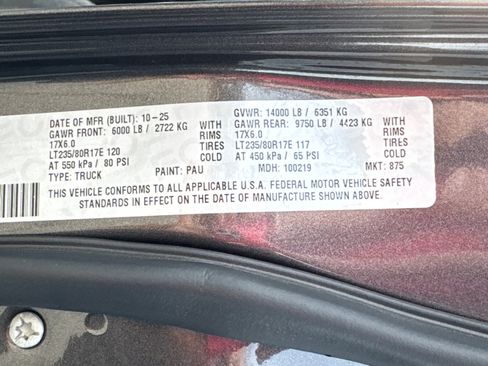 DATE OF MFR (BUILT): 10-25 GVWR: 14000 LB / 6351 KG
GAWR FRONT: 6000 LB / 2722 KG WITH GAWR REAR: 9750 LB / 4423 KG WITH
17X6.0 RIMS 17X6.0 RIMS
LT235/80R17E 120 TIRES LT235/80R17E 117 TIRES
AT 550 kPa / 80 PSI COLD AT 450 kPa / 65 PSI COLD
TYPE: TRUCK PAINT: PAU MDH: 100219 MKT: 875
THIS VEHICLE CONFORMS TO ALL APPLICABLE U.S.A. FEDERAL MOTOR VEHICLE SAFETY
STANDARDS IN EFFECT ON THE DATE OF MANUFACTURE SHOWN ABOVE.